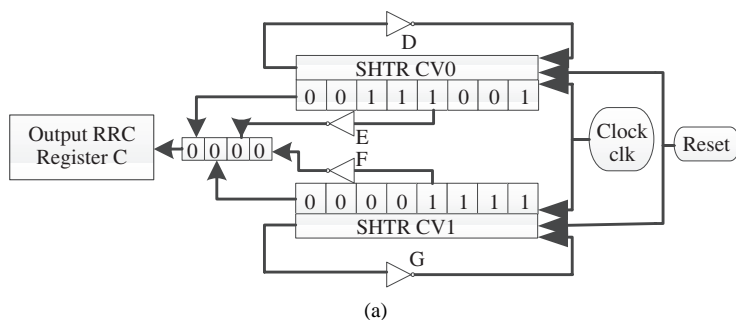 D
SHTR CV0
0 0 1 1 1 0 0 1
Output RRC
Register C
0 0 0 0
E
F
Clock
clk
Reset
0 0 0 0 1 1 1 1
SHTR CV1
G
(a)